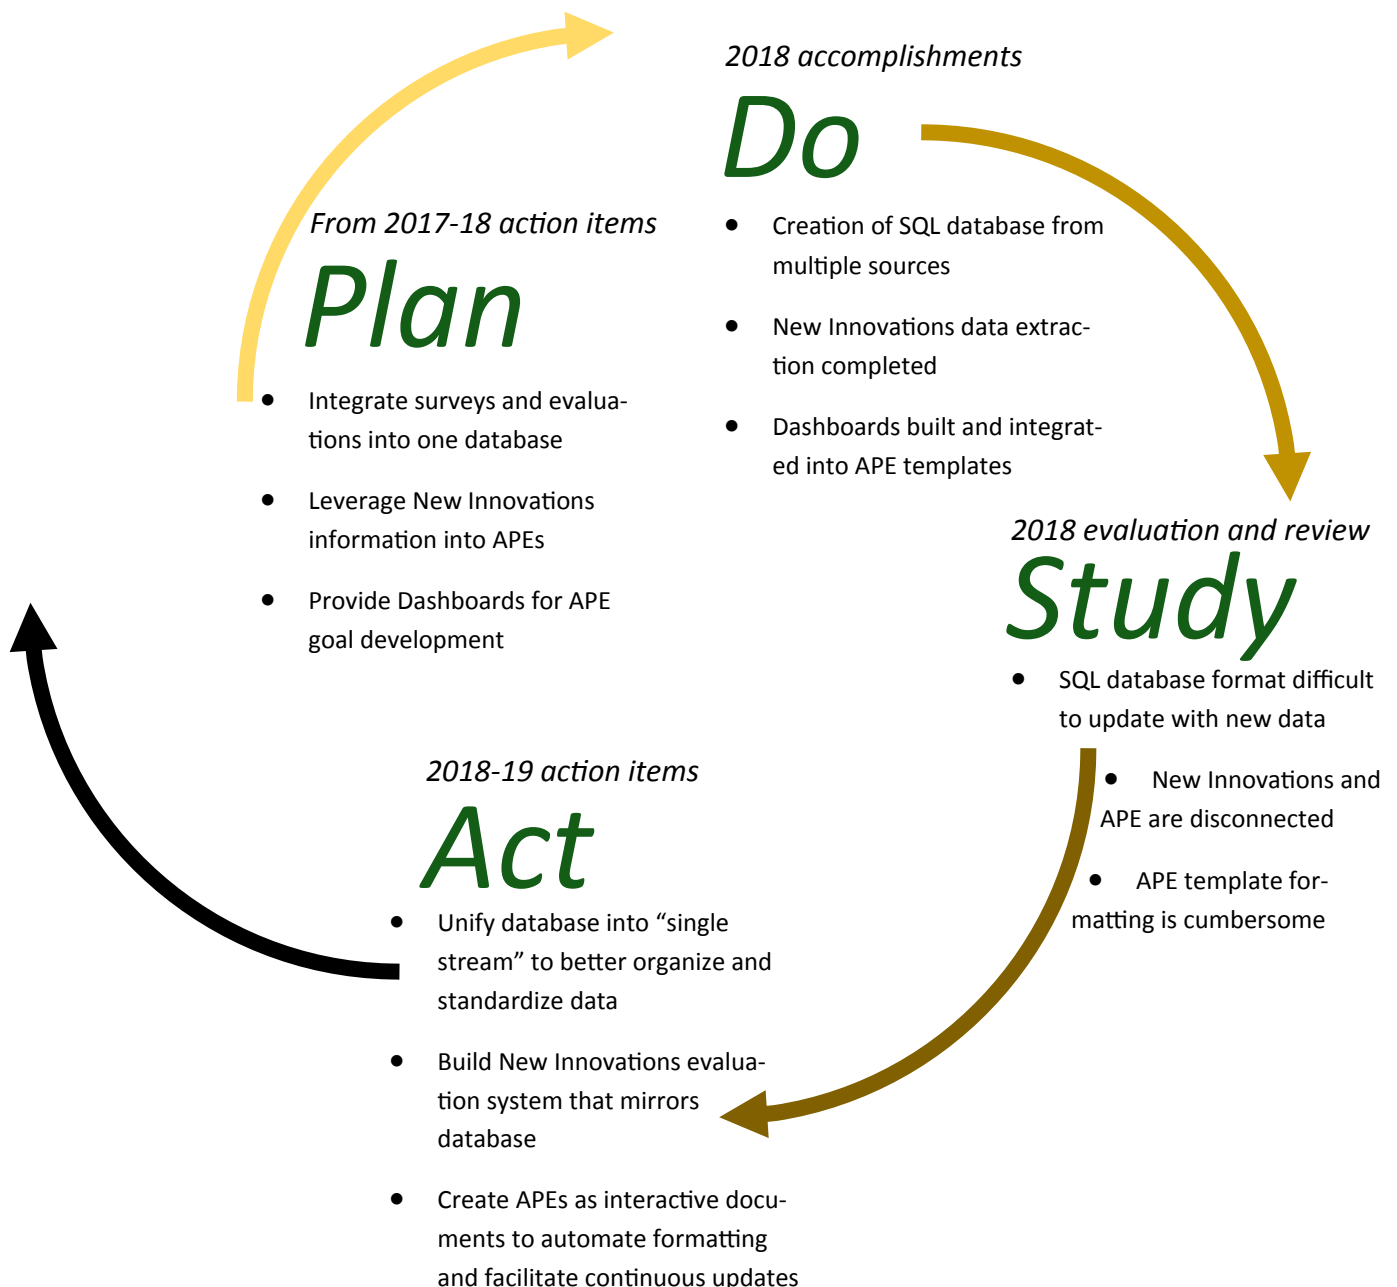 From 2017-18 action items
Plan
• Integrate surveys and evalua-
tions into one database
• Leverage New Innovations
information into APEs
• Provide Dashboards for APE
goal development
2018 accomplishments
Do
• Creation of SQL database from
multiple sources
• New Innovations data extrac-
tion completed
• Dashboards built and integrat-
ed into APE templates
2018 evaluation and review
Study
• SQL database format difficult
to update with new data
• New Innovations and
APE are disconnected
• APE template for-
matting is cumbersome
2018-19 action items
Act
• Unify database into “single
stream” to better organize and
standardize data
• Build New Innovations evalua-
tion system that mirrors
database
• Create APEs as interactive docu-
ments to automate formatting
and facilitate continuous updates